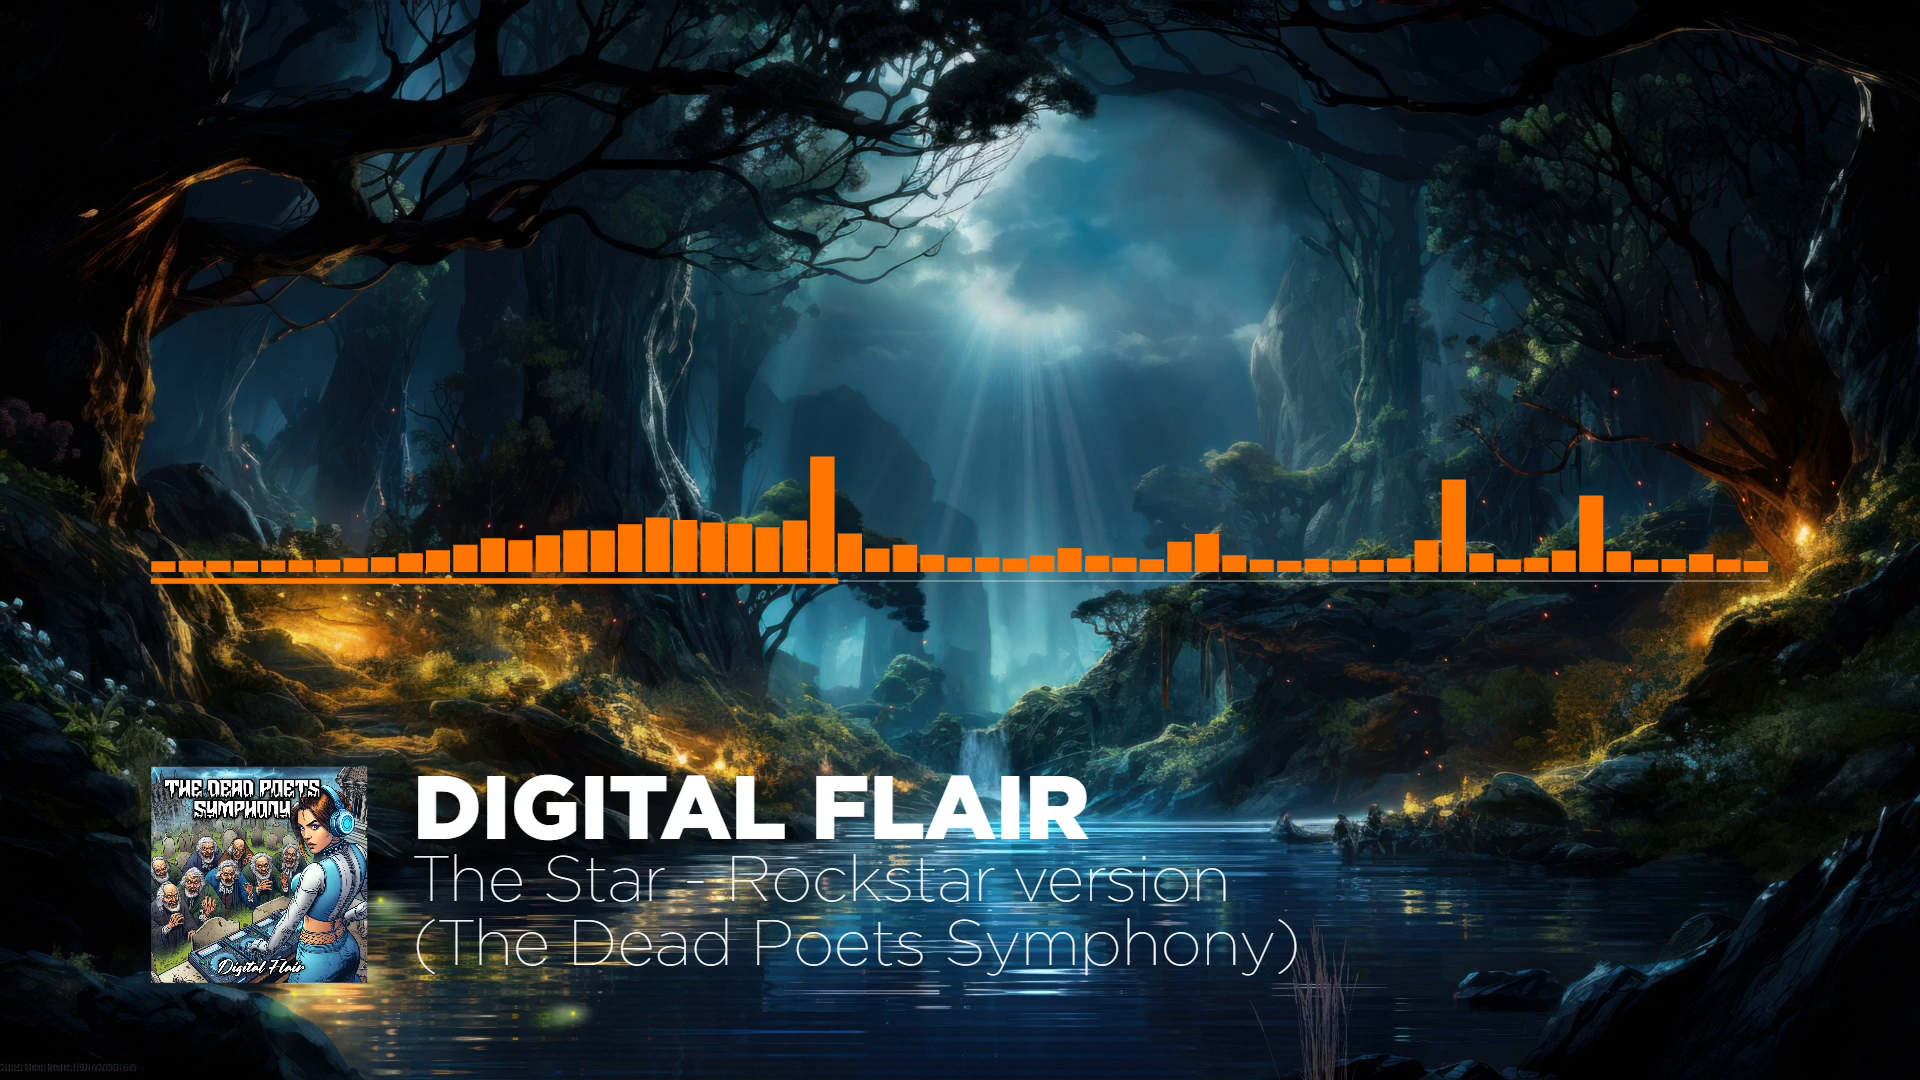 THE DEAD POETS
SYMPHONY
Digital Flair
DIGITAL FLAIR
The Star - Rockstar version
(The Dead Poets Symphony)